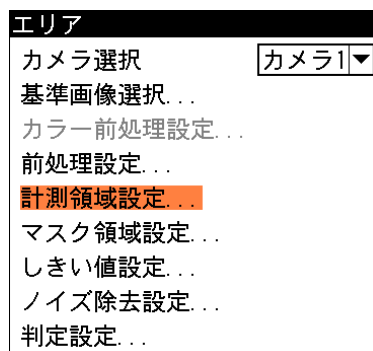 エリア
カメラ選択 カメラ1▼
基準画像選択...
カラー前処理設定...
前処理設定...
計測領域設定...
マスク領域設定...
しきい値設定...
ノイズ除去設定...
判定設定...